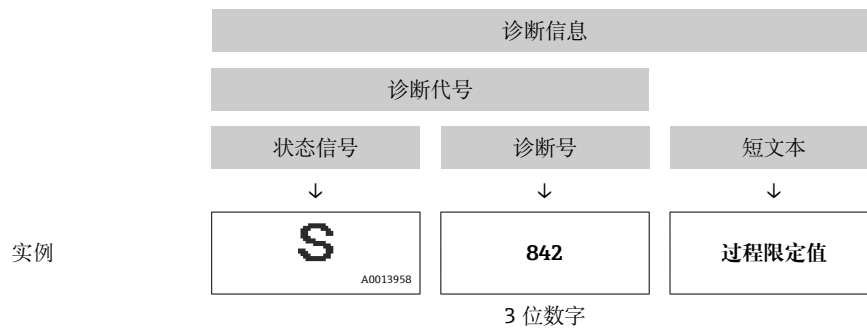 诊断信息
诊断代号
状态信号 诊断号 短文本
↓ ↓ ↓
实例 S 842 过程限定值
A0013958
3 位数字